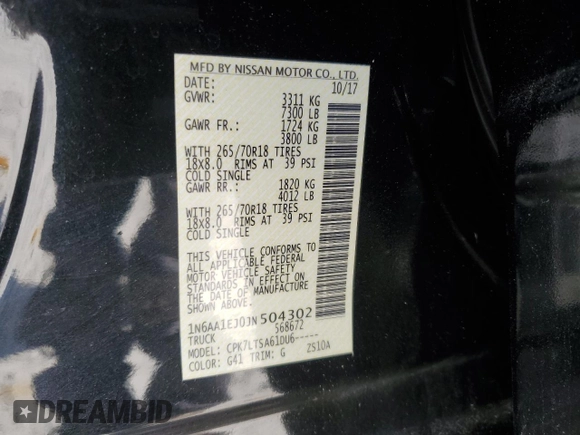 MFD BY NISSAN MOTOR CO., LTD.
DATE: 10/17
GVWR: 3311 KG
7300 LB
GAWR FR.: 1724 KG
3800 LB
WITH 265/70R18 TIRES
18X8.0 RIMS AT 39 PSI
COLD SINGLE
GAWR RR.: 1820 KG
4012 LB
WITH 265/70R18 TIRES
18X8.0 RIMS AT 39 PSI
COLD SINGLE
THIS VEHICLE CONFORMS TO
ALL APPLICABLE FEDERAL
MOTOR VEHICLE SAFETY
STANDARDS IN EFFECT ON
THE DATE OF MANUFACTURE
SHOWN ABOVE.
1N6AA1EJ0JN504302
TRUCK 568672
MODEL: CPK7LTSA61DU6-----
COLOR: G41 TRIM: G ZS10A
DREAMBID